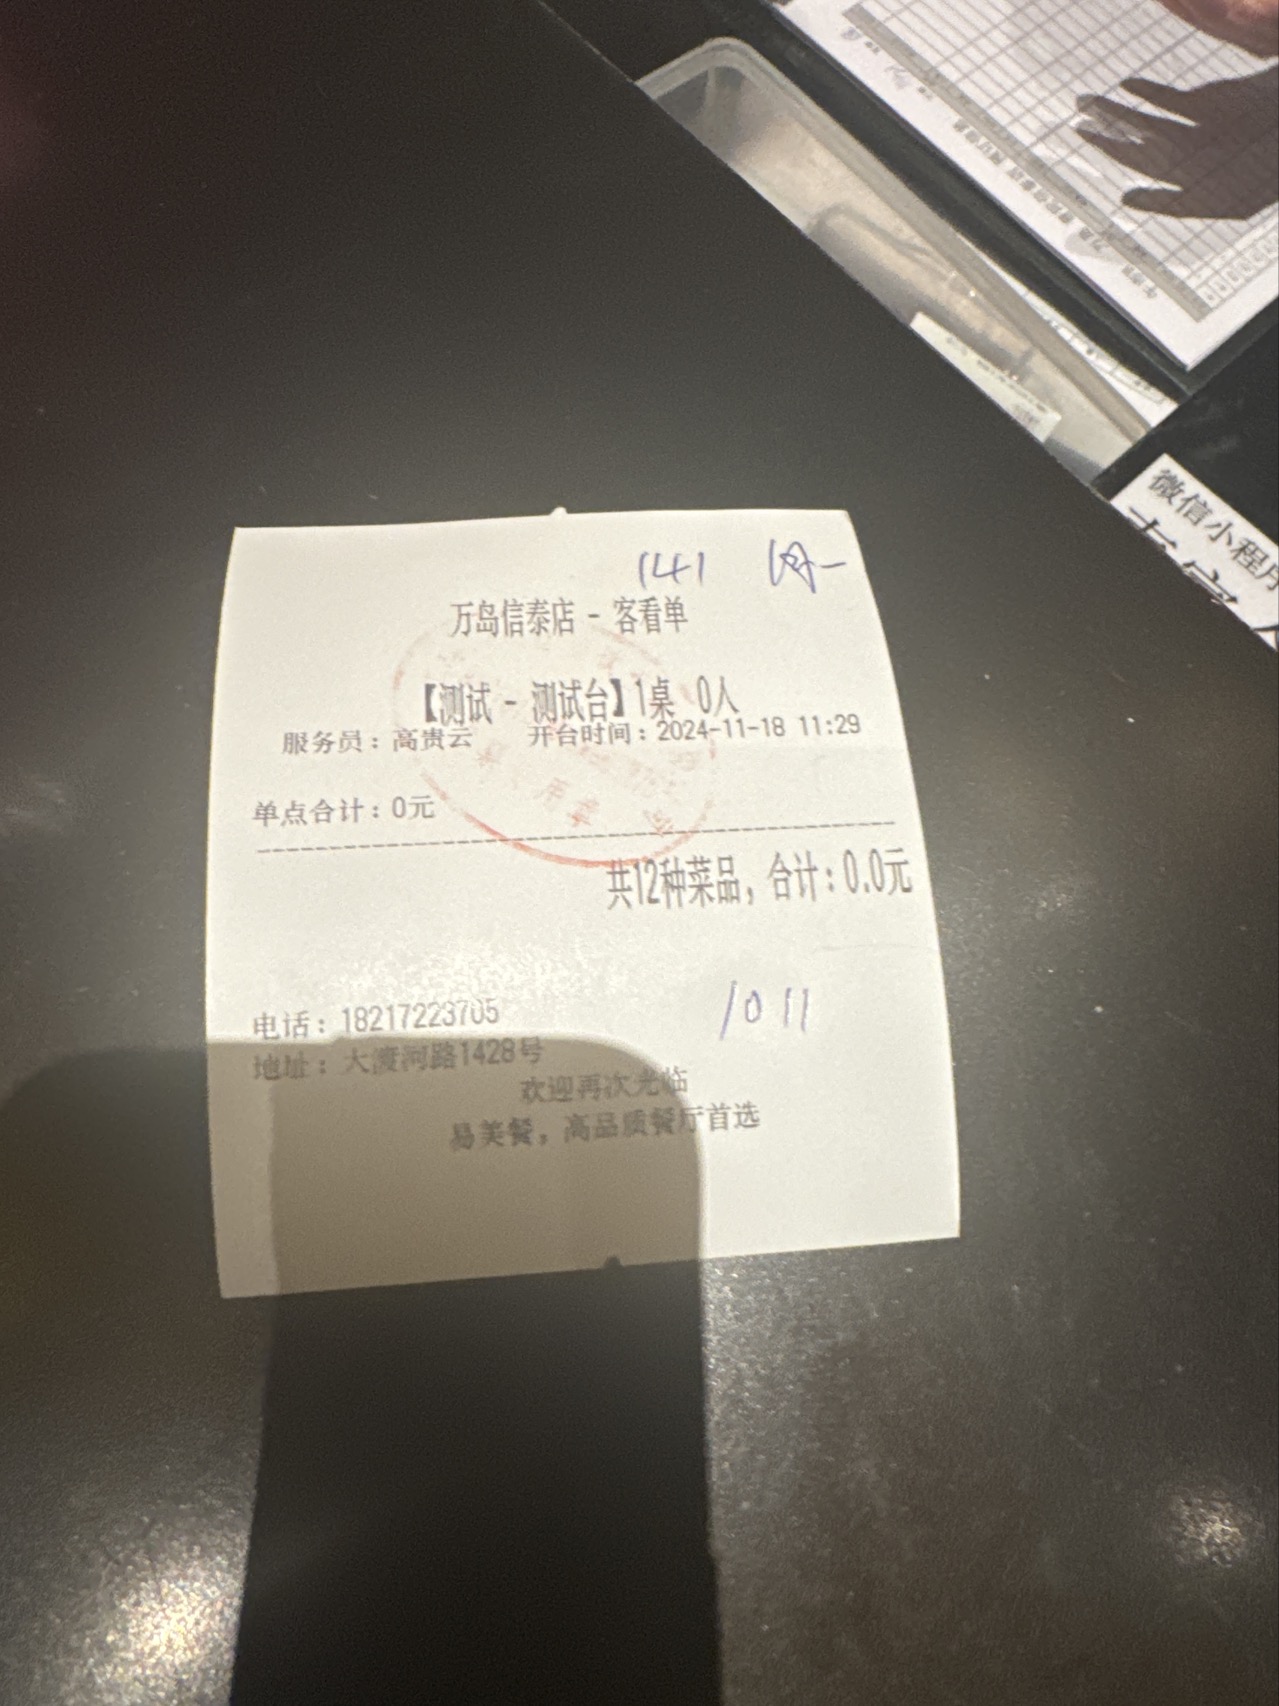 141
万岛信泰店 - 客看单
【测试 - 测试台】1桌 0人
服务员：高贵云 开台时间：2024-11-18 11:29
单点合计：0元
共12种菜品，合计：0.0元
1011
电话：18217223705
地址：大渡河路1428号
欢迎再次光临
易美餐，高品质餐厅首选
微信小程序